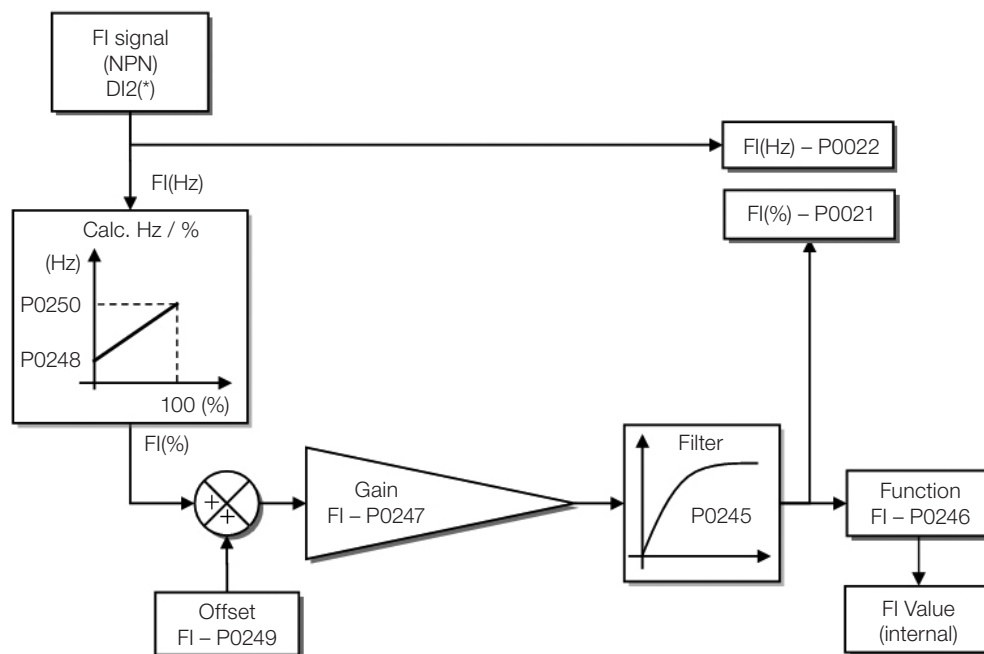 FI signal
(NPN)
DI2(*)
FI(Hz) – P0022
FI(Hz)
FI(%) – P0021
Calc. Hz / %
(Hz)
P0250
P0248
100 (%)
FI(%)
Filter
Gain
FI – P0247
P0245
Function
FI – P0246
+
+
Offset
FI – P0249
FI Value
(internal)